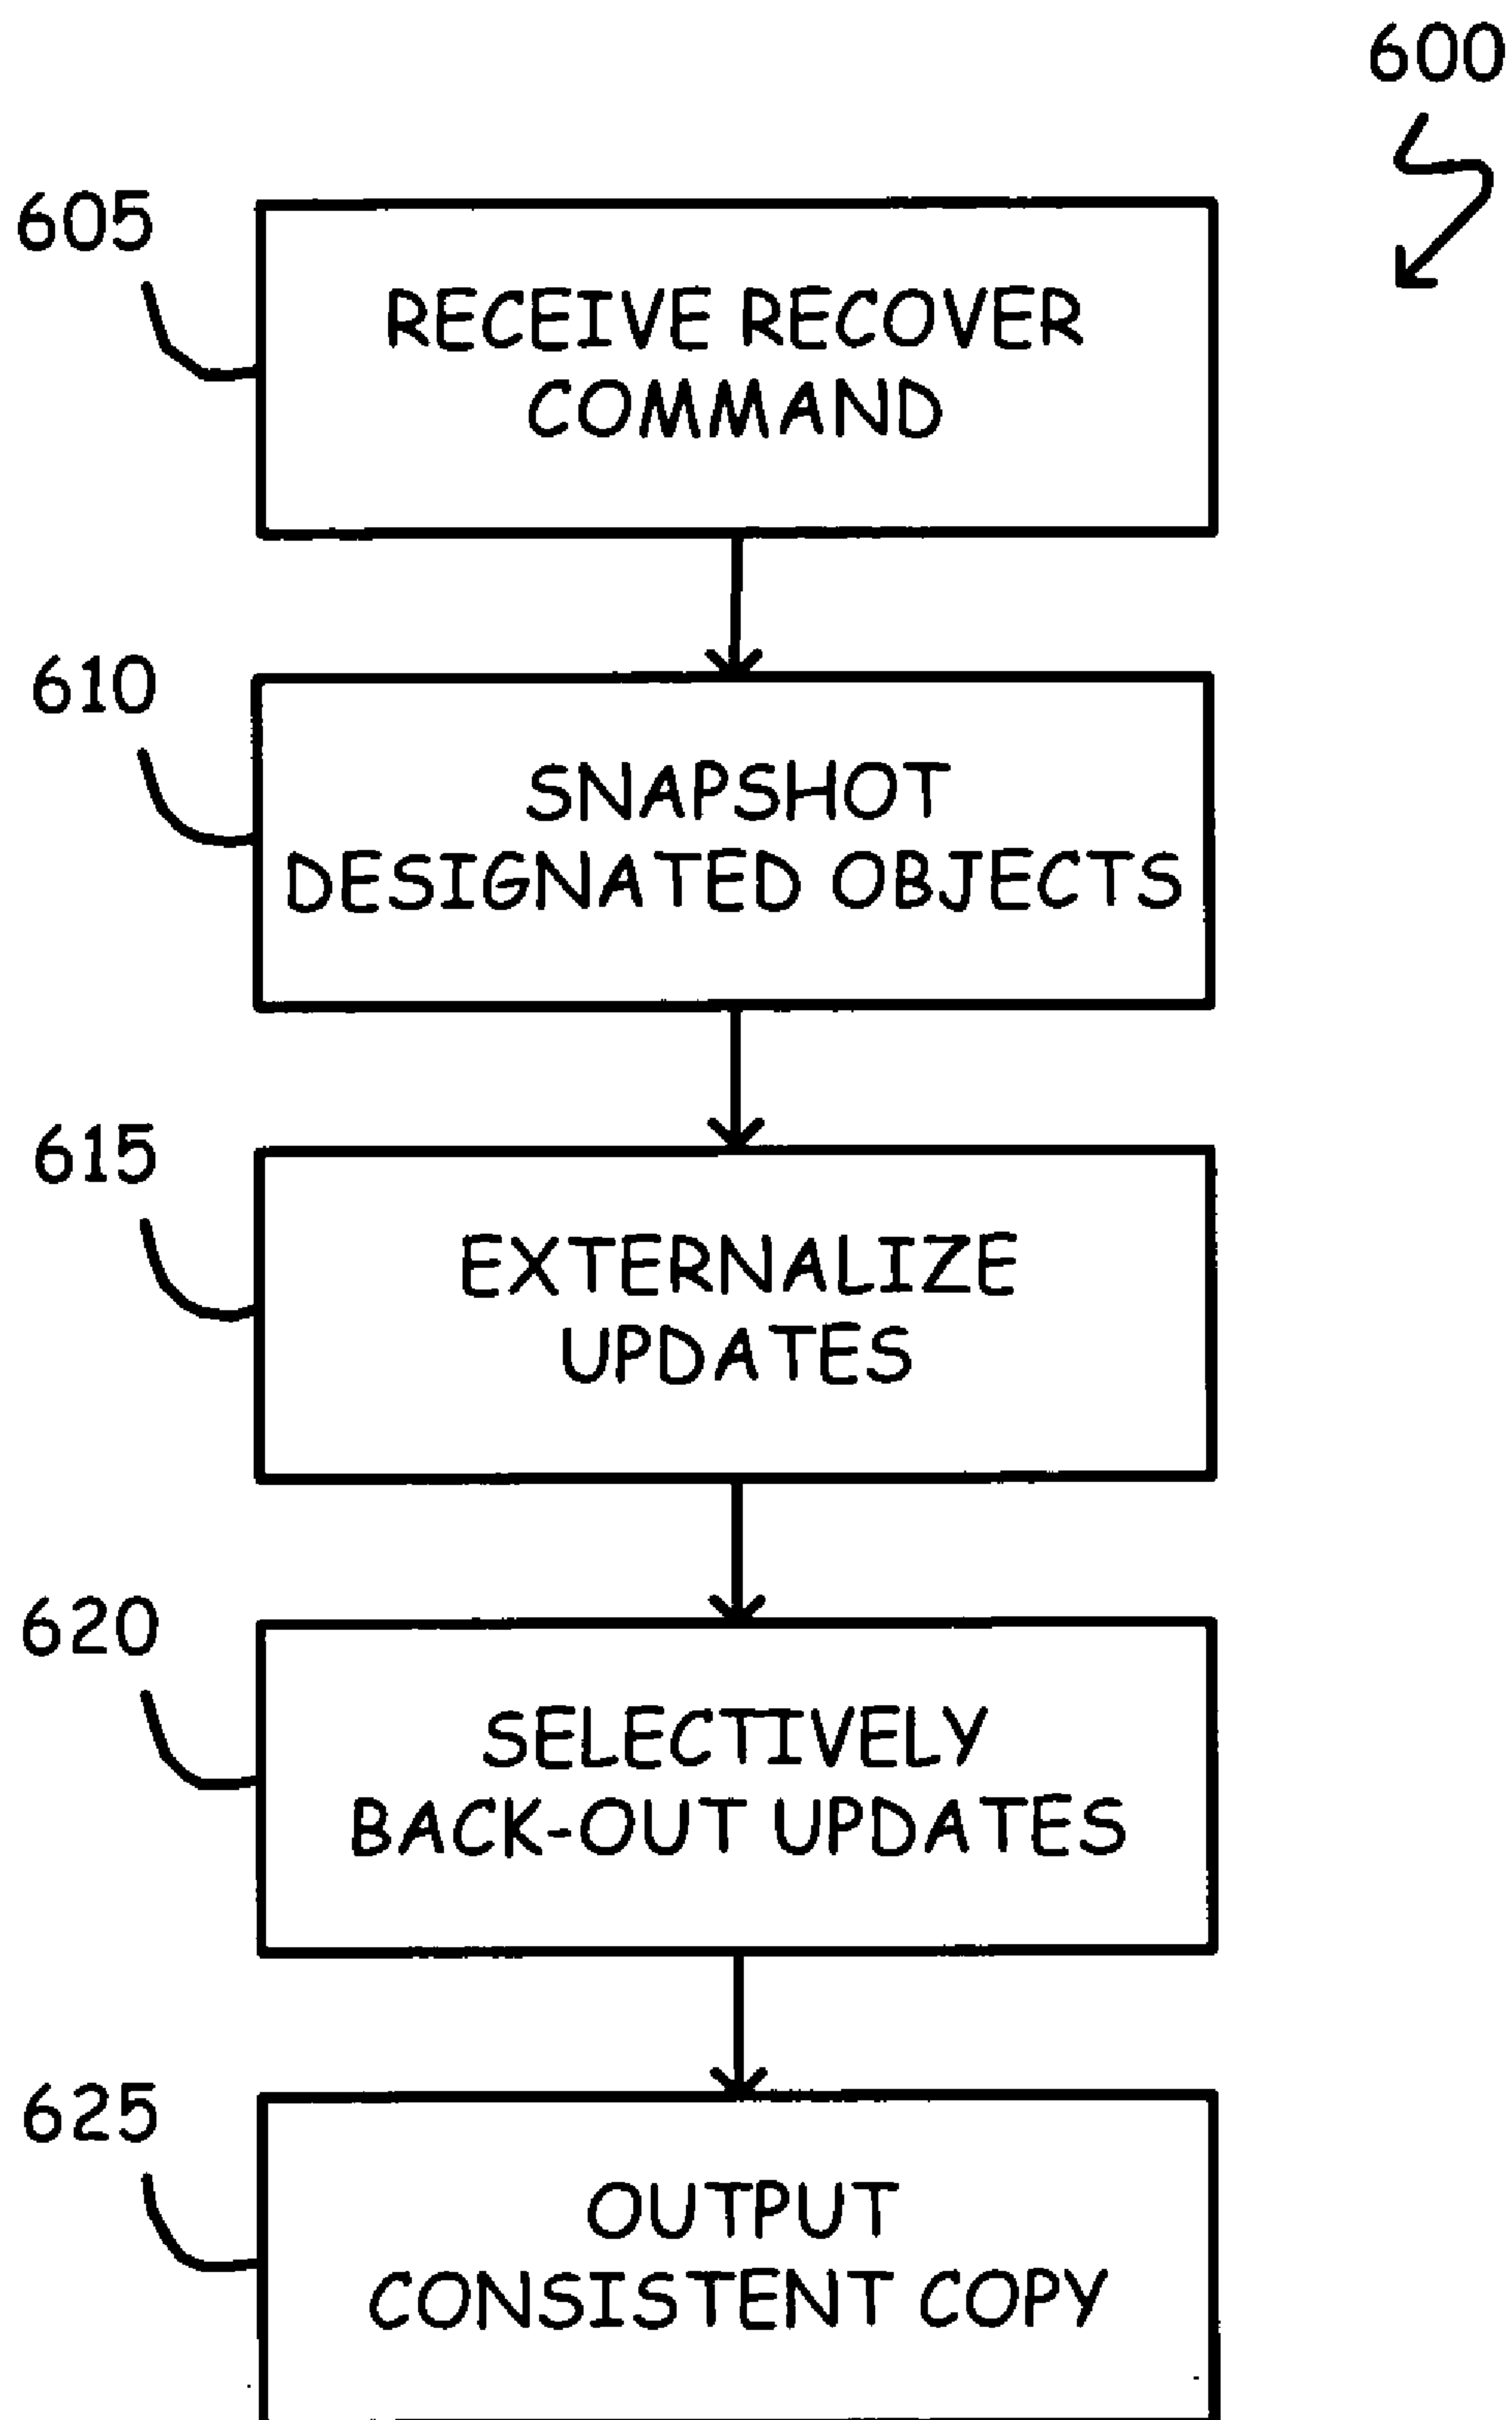 600
605
RECEIVE RECOVER
COMMAND
610
SNAPSHOT
DESIGNATED OBJECTS
615
EXTERNALIZE
UPDATES
620
SELECTIVELY
BACK-OUT UPDATES
625
OUTPUT
CONSISTENT COPY